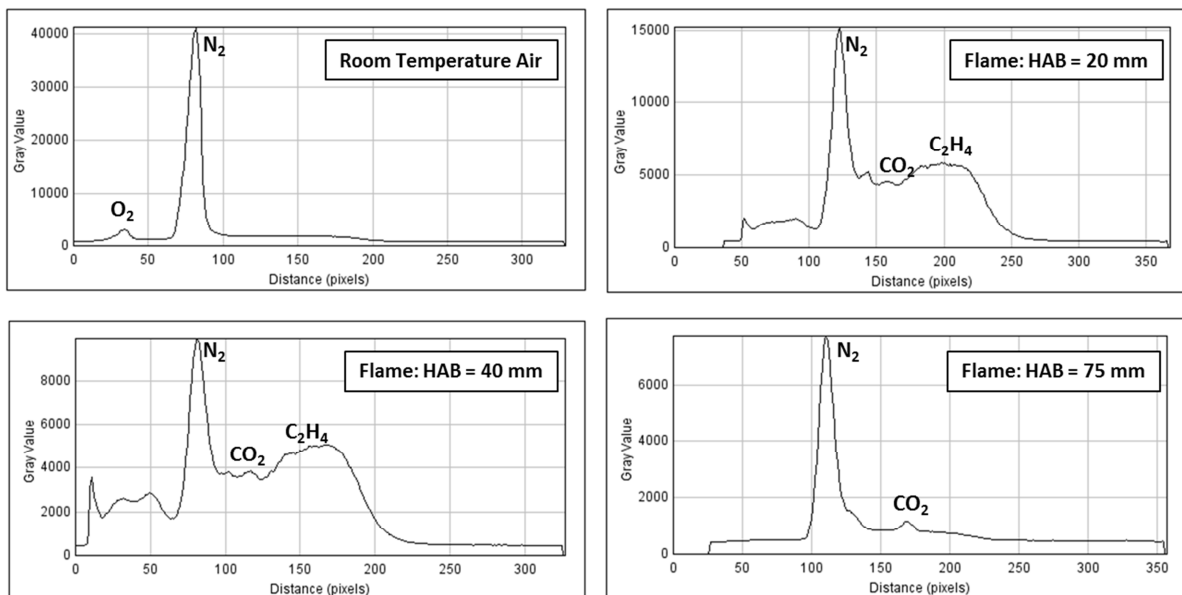 Room Temperature Air
N₂
O₂
Gray Value
40000
30000
20000
10000
0
0 50 100 150 200 250 300
Distance (pixels)
Flame: HAB = 20 mm
N₂
CO₂
C₂H₄
Gray Value
15000
10000
5000
0
0 50 100 150 200 250 300 350
Distance (pixels)
Flame: HAB = 40 mm
N₂
CO₂
C₂H₄
Gray Value
8000
6000
4000
2000
0
0 50 100 150 200 250 300
Distance (pixels)
Flame: HAB = 75 mm
N₂
CO₂
Gray Value
6000
4000
2000
0
0 50 100 150 200 250 300 350
Distance (pixels)